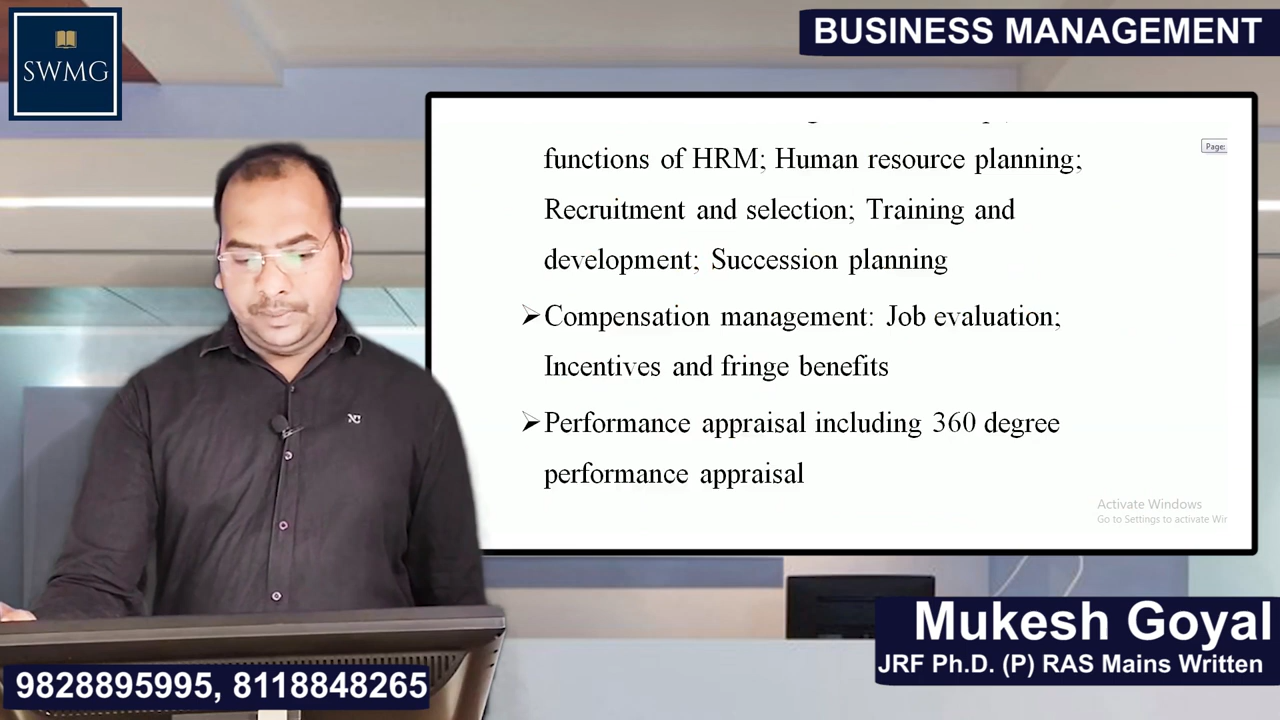 SWMG
BUSINESS MANAGEMENT
Page:
functions of HRM; Human resource planning;
Recruitment and selection; Training and
development; Succession planning
➢Compensation management: Job evaluation;
Incentives and fringe benefits
➢Performance appraisal including 360 degree
performance appraisal
Activate Windows
Go to Settings to activate
Mukesh Goyal
JRF Ph.D. (P) RAS Mains Written
9828895995, 8118848265